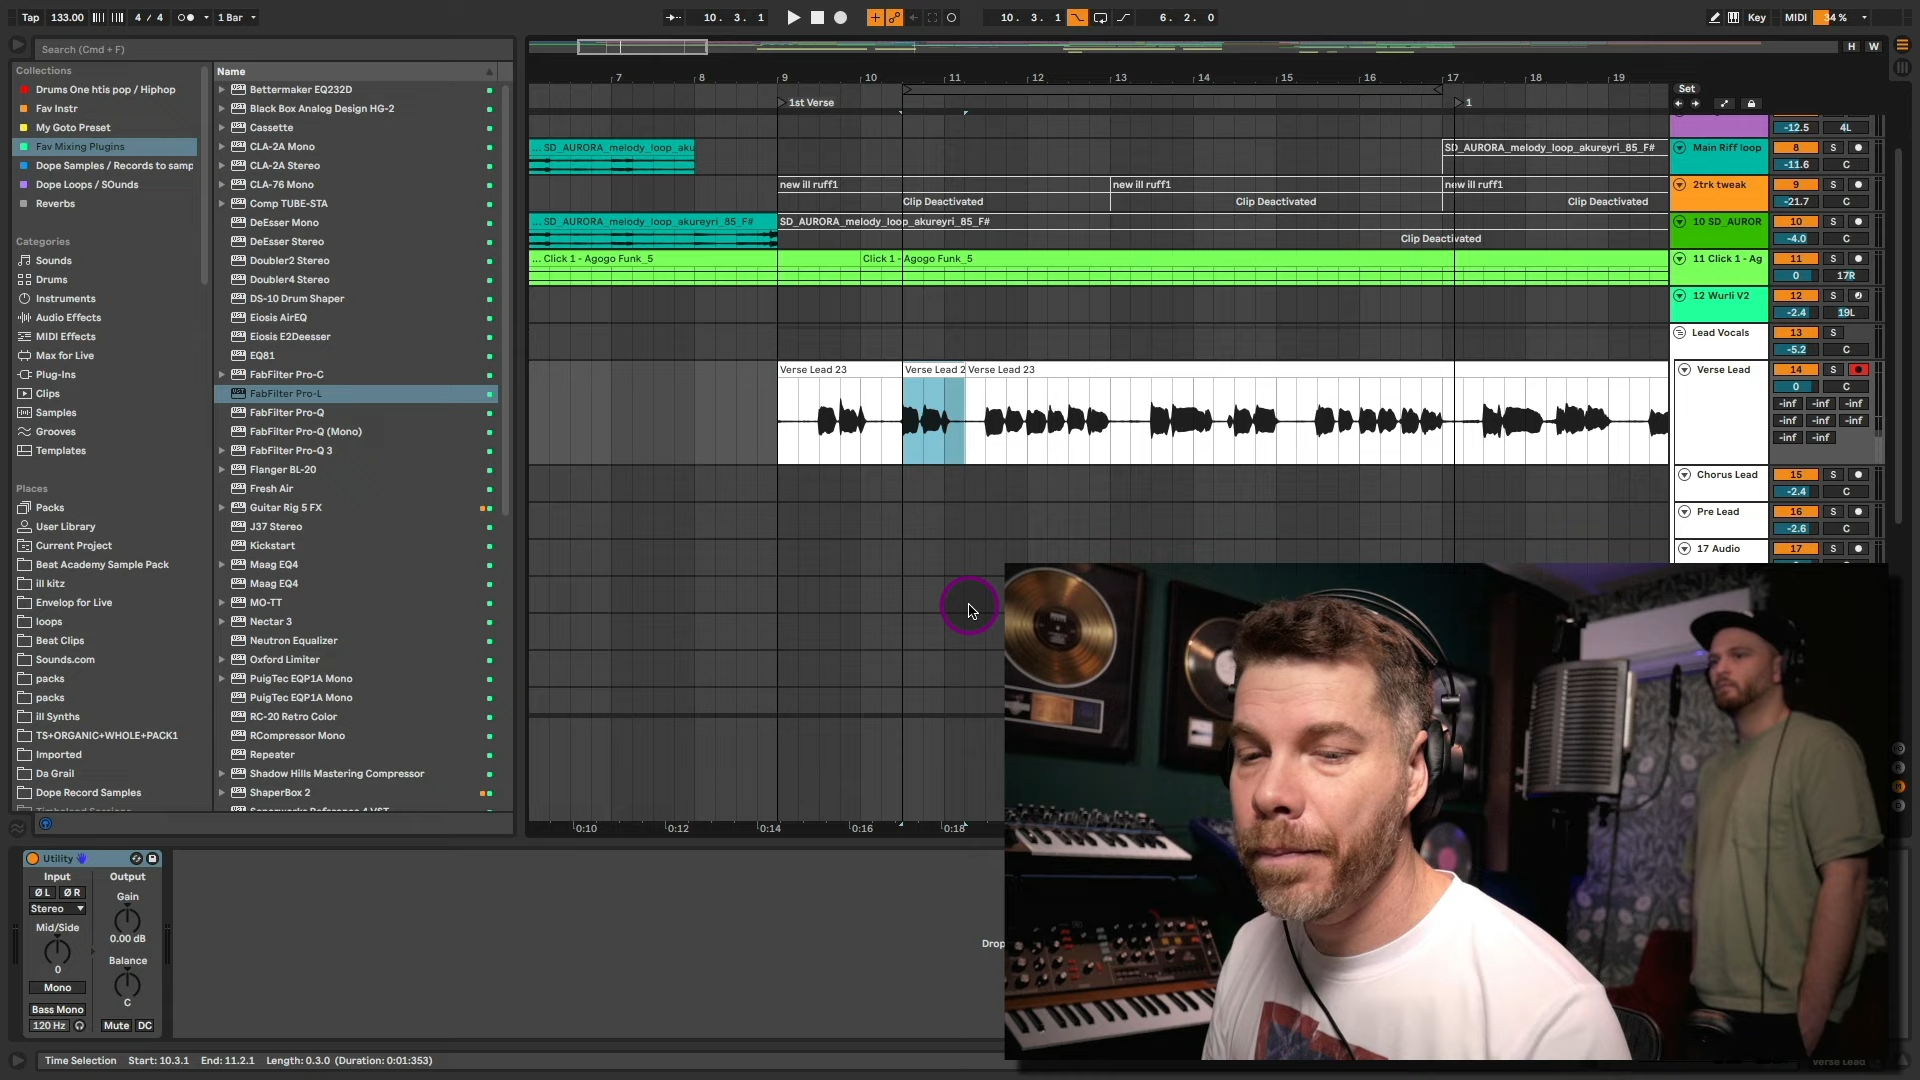 Tap 133.00 4 / 4 1 Bar
10. 3. 1
10. 3. 1
6. 2. 0
Key MIDI 34 %
Search (Cmd + F)
H W
Collections
Drums One htis pop / Hiphop
Fav Instr
My Goto Preset
Fav Mixing Plugins
Dope Samples / Records to samp
Dope Loops / SOunds
Reverbs
Categories
Sounds
Drums
Instruments
Audio Effects
MIDI Effects
Max for Live
Plug-Ins
Clips
Samples
Grooves
Templates
Places
Packs
User Library
Current Project
Beat Academy Sample Pack
ill kitz
Envelop for Live
loops
Beat Clips
Sounds.com
packs
packs
ill Synths
TS+ORGANIC+WHOLE+PACK1
Imported
Da Grail
Dope Record Samples
Name
Bettermaker EQ232D
Black Box Analog Design HG-2
Cassette
CLA-2A Mono
CLA-2A Stereo
CLA-76 Mono
Comp TUBE-STA
DeEsser Mono
DeEsser Stereo
Doubler2 Stereo
Doubler4 Stereo
DS-10 Drum Shaper
Eiosis AirEQ
Eiosis E2Deesser
EQ81
FabFilter Pro-C
FabFilter Pro-L
FabFilter Pro-Q
FabFilter Pro-Q (Mono)
FabFilter Pro-Q 3
Flanger BL-20
Fresh Air
Guitar Rig 5 FX
J37 Stereo
Kickstart
Maag EQ4
Maag EQ4
MO-TT
Nectar 3
Neutron Equalizer
Oxford Limiter
PuigTec EQP1A Mono
PuigTec EQP1A Mono
RC-20 Retro Color
RCompressor Mono
Repeater
Shadow Hills Mastering Compressor
ShaperBox 2
7 8 9 10 11 12 13 14 15 16 17 18 19
Set
1st Verse
1
... SD_AURORA_melody_loop_aku
SD_AURORA_melody_loop_akureyri_85_F#
new ill ruff1
new ill ruff1
new ill ruff1
Clip Deactivated
Clip Deactivated
Clip Deactivated
... SD_AURORA_melody_loop_akureyri_85_F#
SD_AURORA_melody_loop_akureyri_85_F#
Clip Deactivated
... Click 1 - Agogo Funk_5
Click 1 - Agogo Funk_5
Verse Lead 23
Verse Lead 2
Verse Lead 23
-12.5 4L
Main Riff loop 8 S
-11.6 C
2trk tweak 9 S
-21.7 C
10 SD_AUROR 10 S
-4.0 C
11 Click 1 - Ag 11 S
0 17R
12 Wurli V2 12 S
-2.4 19L
Lead Vocals 13 S
-5.2 C
Verse Lead 14 S
0 C
-inf -inf -inf
-inf -inf -inf
-inf -inf
Chorus Lead 15 S
-2.4 C
Pre Lead 16 S
-2.6 C
17 Audio 17 S
0:10 0:12 0:14 0:16 0:18
Utility
Input Output
Ø L Ø R
Gain
Stereo
Mid/Side
0.00 dB
Balance
0
Mono
C
Bass Mono
120 Hz
Mute DC
Drop
Time Selection Start: 10.3.1 End: 11.2.1 Length: 0.3.0 (Duration: 0:01:353)
Verse Lead